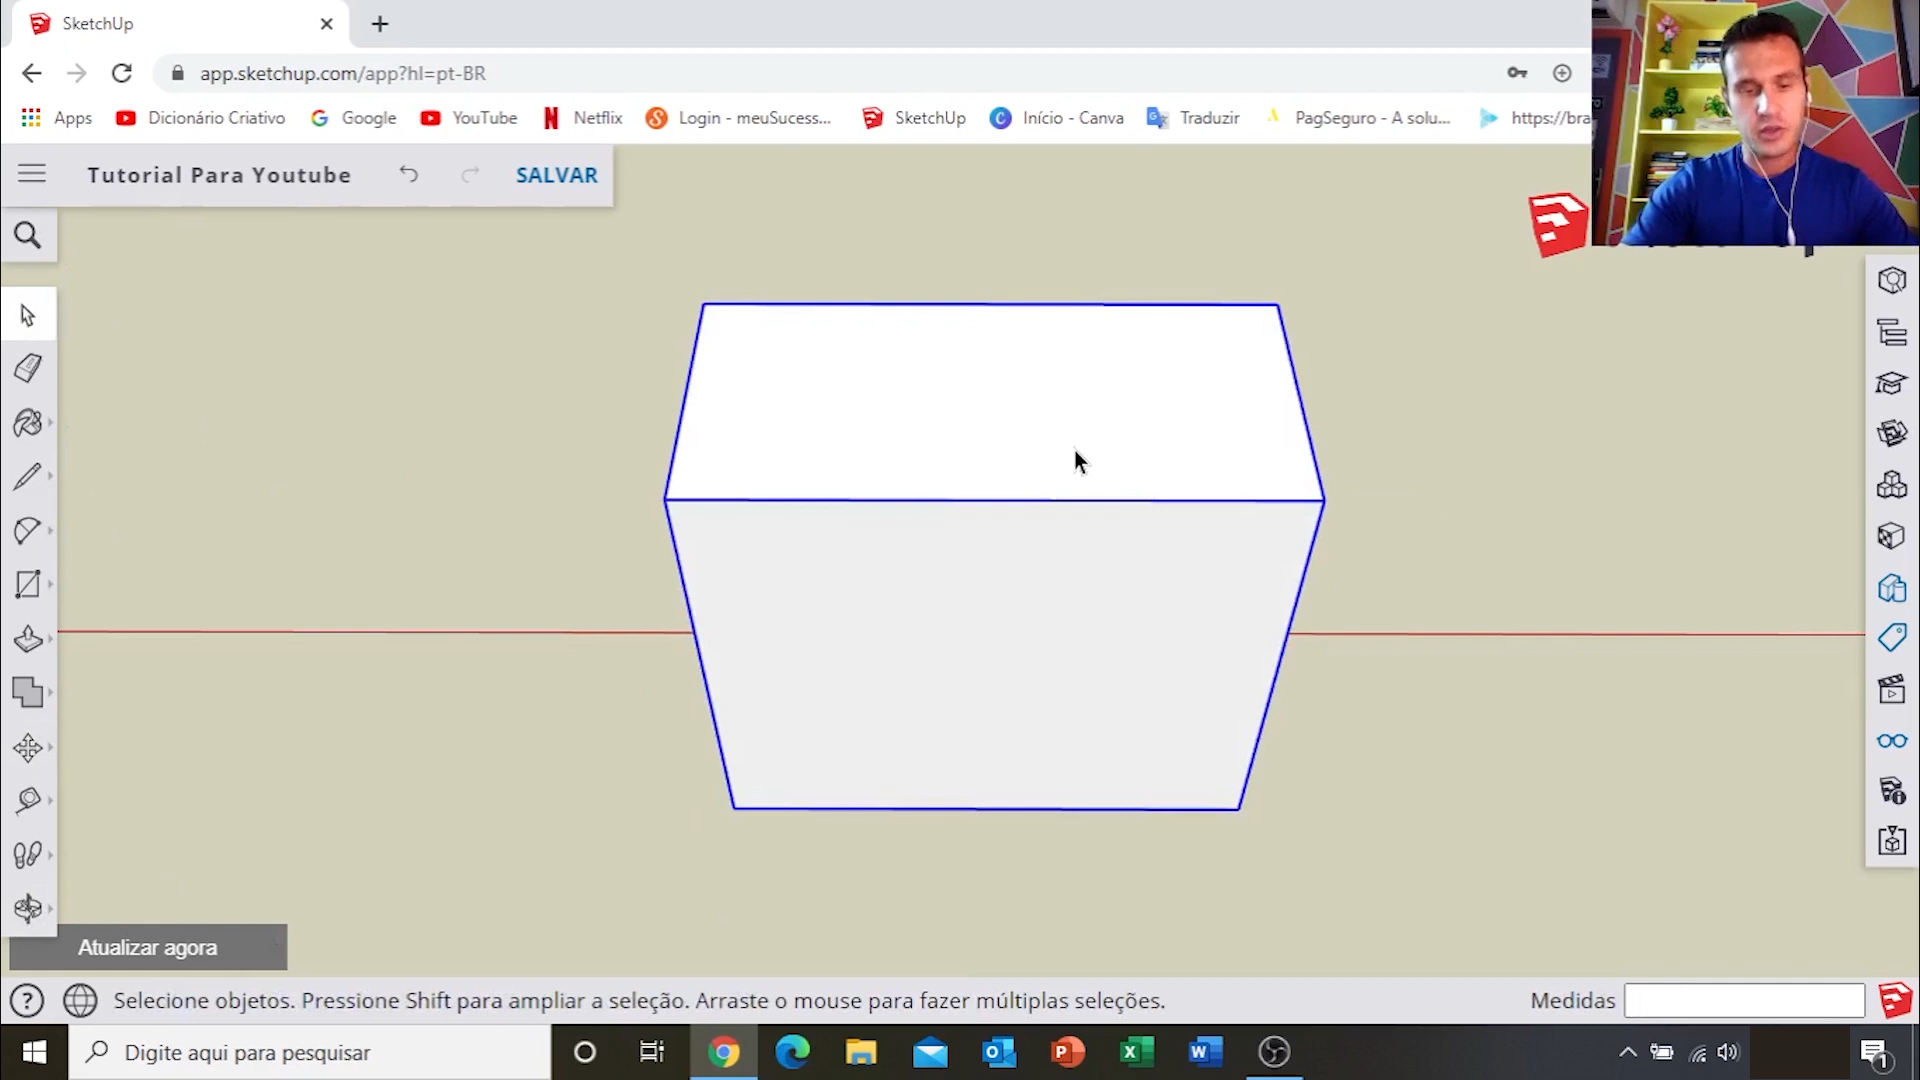 SketchUp
app.sketchup.com/app?hl=pt-BR
Apps Dicionário Criativo Google YouTube Netflix Login - meuSucess... SketchUp Início - Canva Traduzir PagSeguro - A solu... https://bra
Tutorial Para Youtube SALVAR
Atualizar agora
Selecione objetos. Pressione Shift para ampliar a seleção. Arraste o mouse para fazer múltiplas seleções. Medidas
Digite aqui para pesquisar
1